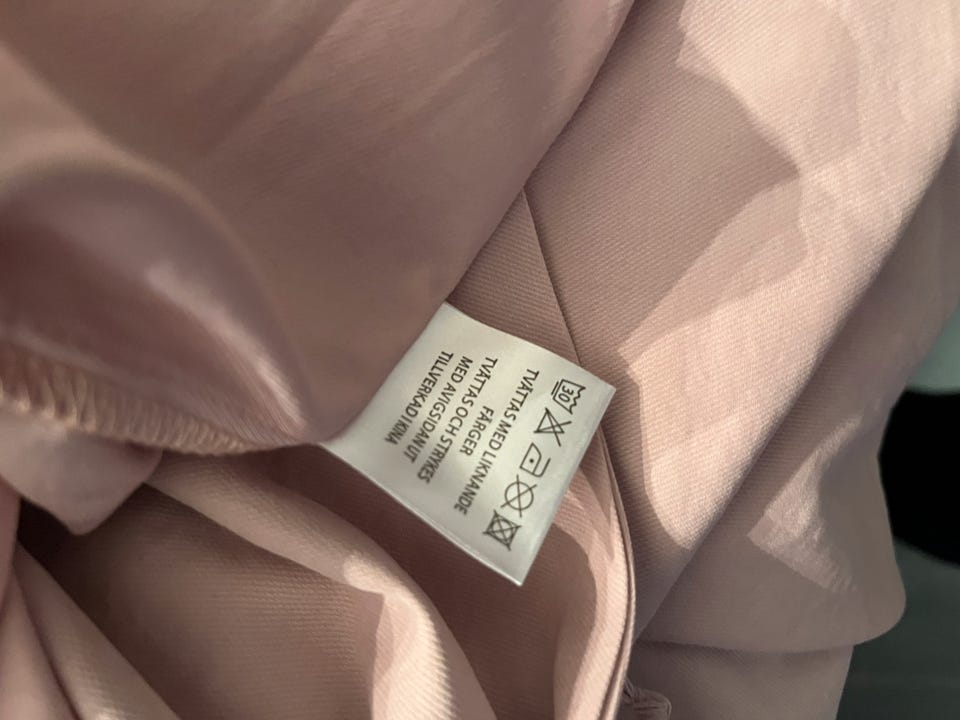 30
TVÄTTAS MED LIKNANDE
FÄRGER
TVÄTTAS OCH STRYKES
MED AVIGSIDAN UT
TILLVERKAD I KINA